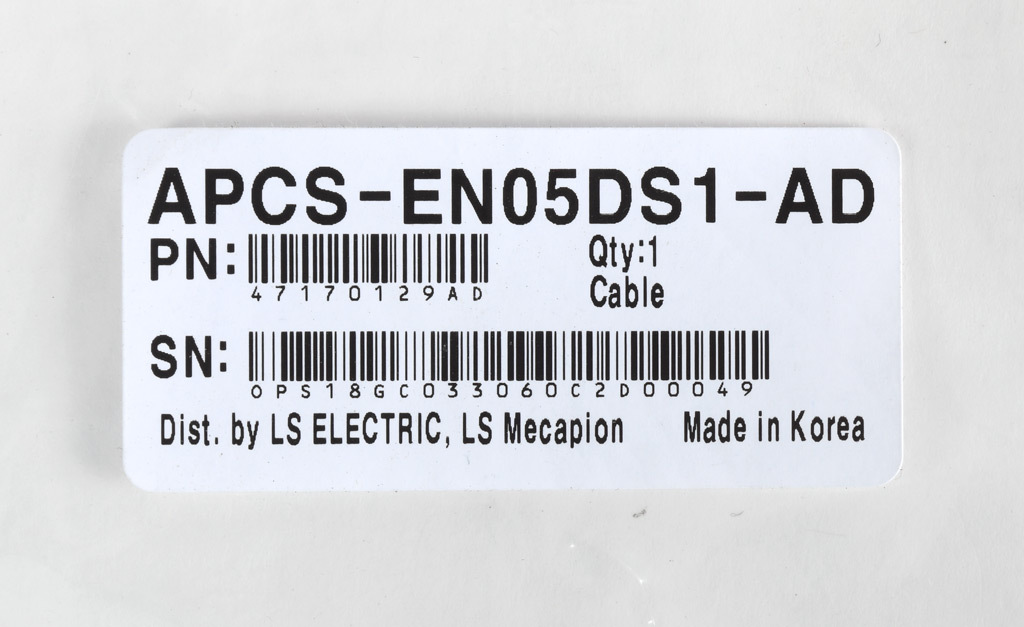 APCS-EN05DS1-AD
PN: 47170129AD
Qty:1
Cable
SN: 0PS18GC033060C2D00049
Dist. by LS ELECTRIC, LS Mecapion Made in Korea